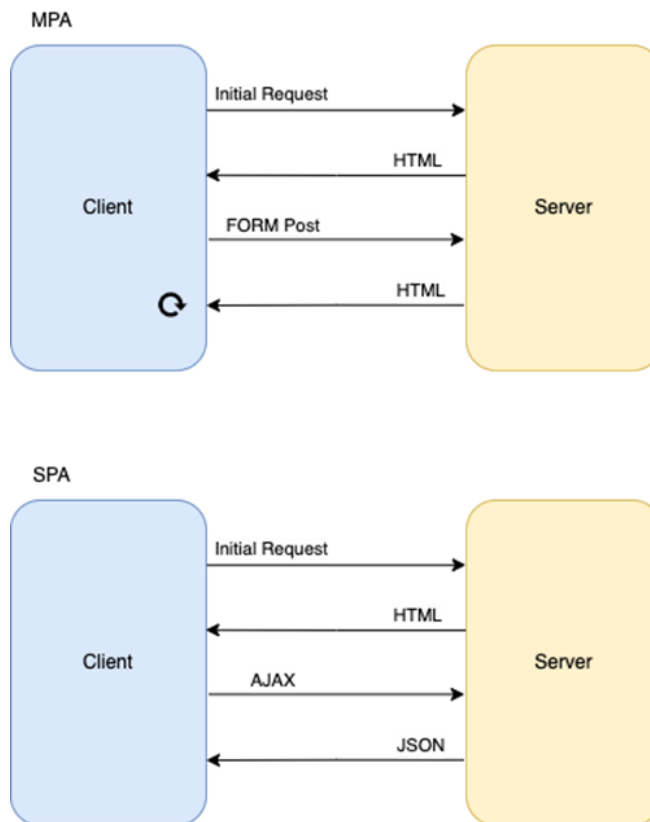 MPA
Initial Request
HTML
Client
Server
FORM Post
HTML
SPA
Initial Request
HTML
Client
Server
AJAX
JSON